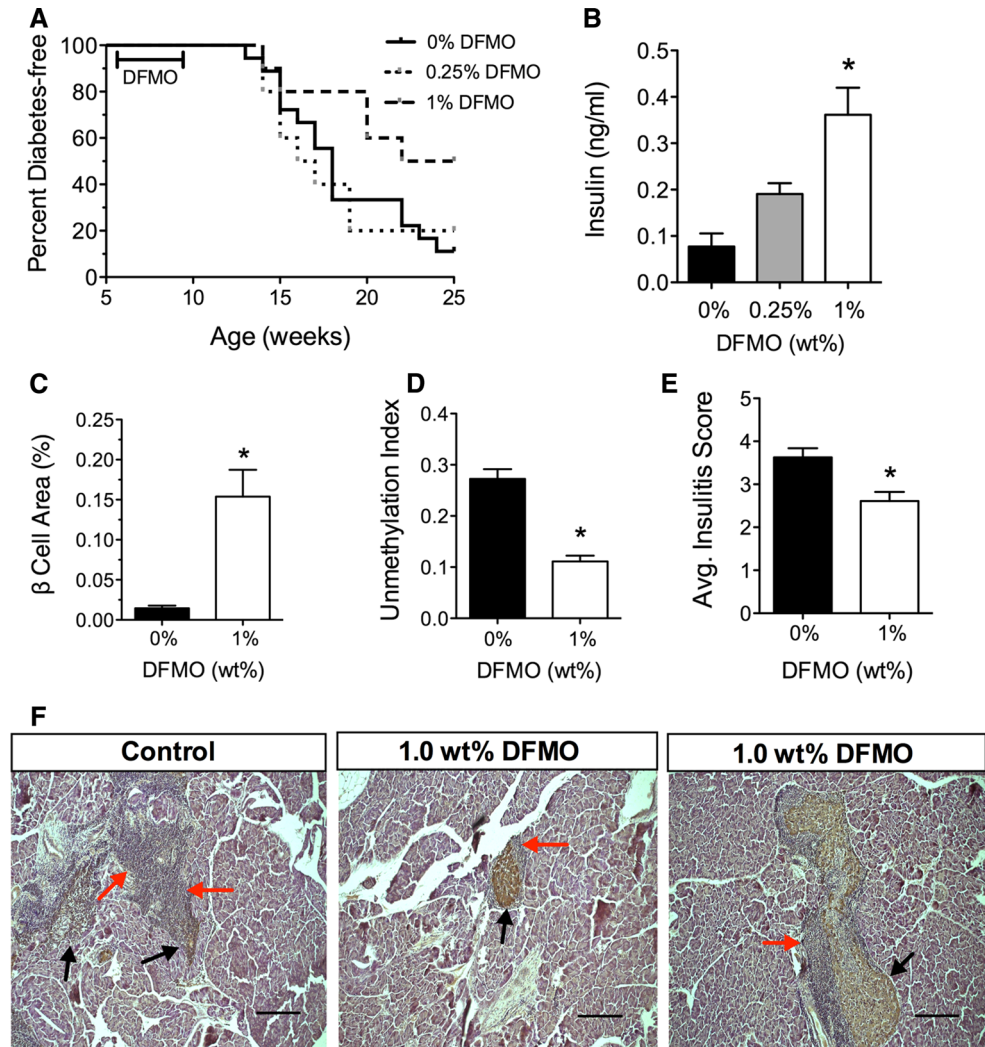 A
Percent Diabetes-free
100
80
60
40
20
0
DFMO
0% DFMO
0.25% DFMO
1% DFMO
5
10
15
20
25
Age (weeks)
B
Insulin (ng/ml)
0.5
0.4
0.3
0.2
0.1
0.0
*
0%
0.25%
1%
DFMO (wt%)
C
β Cell Area (%)
0.25
0.20
0.15
0.10
0.05
0.00
*
0%
1%
DFMO (wt%)
D
Unmethylation Index
0.4
0.3
0.2
0.1
0.0
*
0%
1%
DFMO (wt%)
E
Avg. Insulitis Score
5
4
3
2
1
0
*
0%
1%
DFMO (wt%)
F
Control
1.0 wt% DFMO
1.0 wt% DFMO